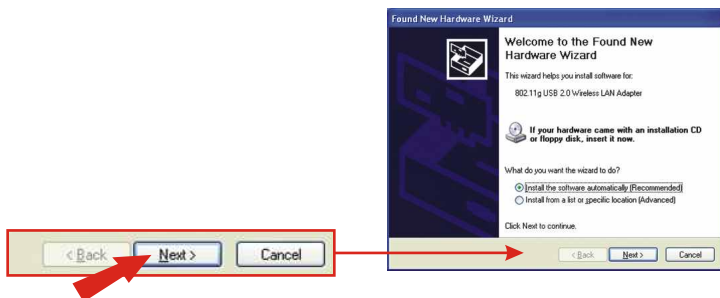 Found New Hardware Wizard
Welcome to the Found New
Hardware Wizard
This wizard helps you install software for:
802.11g USB 2.0 Wireless LAN Adapter
If your hardware came with an installation CD
or floppy disk, insert it now.
What do you want the wizard to do?
Install the software automatically (Recommended)
Install from a list or specific location (Advanced)
Click Next to continue.
< Back Next > Cancel
< Back Next > Cancel